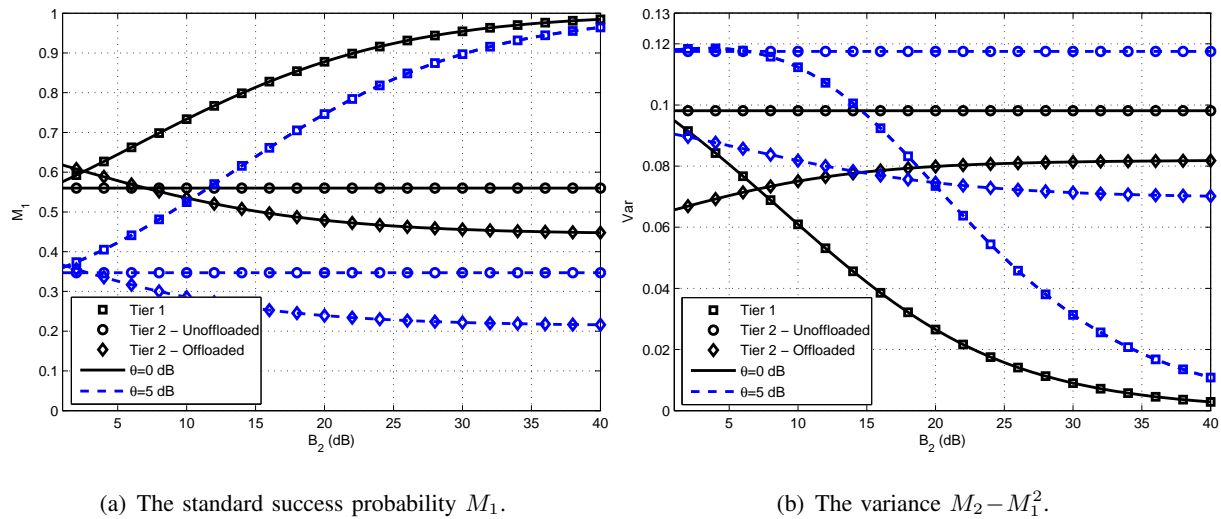 1
0.9
0.8
0.7
0.6
0.5
0.4
0.3
0.2
0.1
0
M₁
5 10 15 20 25 30 35 40
B₂ (dB)
Tier 1
Tier 2 − Unoffloaded
Tier 2 − Offloaded
θ=0 dB
θ=5 dB
(a) The standard success probability M₁.
0.13
0.12
0.1
0.08
0.06
0.04
0.02
0
Var
5 10 15 20 25 30 35 40
B₂ (dB)
Tier 1
Tier 2 − Unoffloaded
Tier 2 − Offloaded
θ=0 dB
θ=5 dB
(b) The variance M₂−M₁².